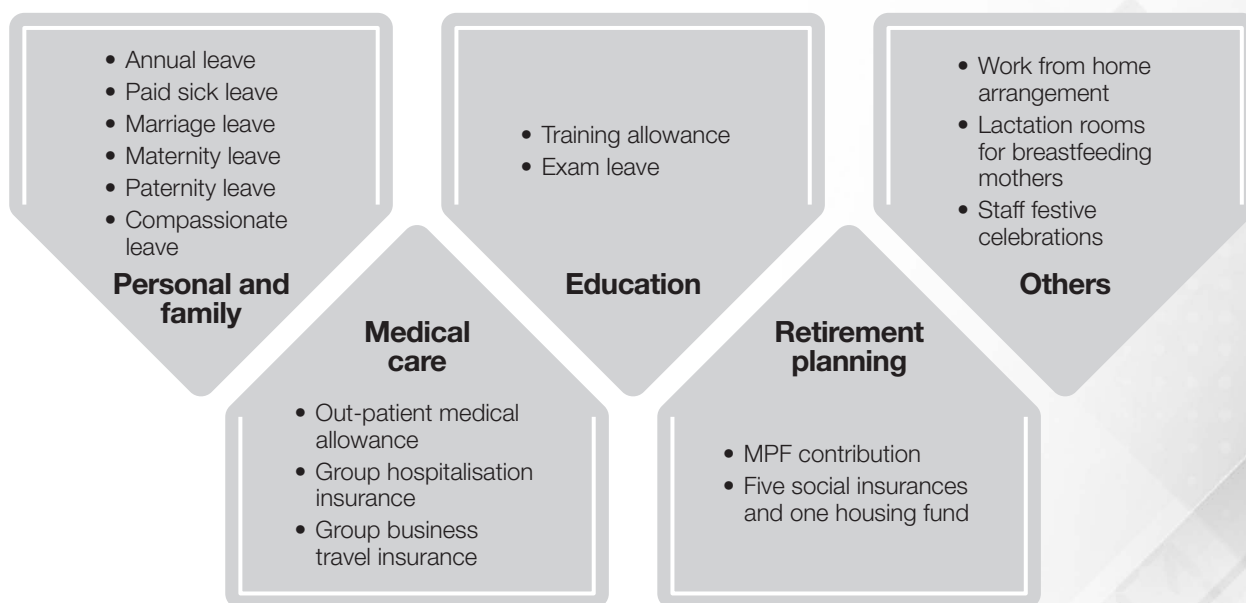 • Annual leave
• Paid sick leave
• Marriage leave
• Maternity leave
• Paternity leave
• Compassionate
leave
Personal and
family
Medical
care
• Out-patient medical
allowance
• Group hospitalisation
insurance
• Group business
travel insurance
• Training allowance
• Exam leave
Education
Retirement
planning
• MPF contribution
• Five social insurances
and one housing fund
• Work from home
arrangement
• Lactation rooms
for breastfeeding
mothers
• Staff festive
celebrations
Others